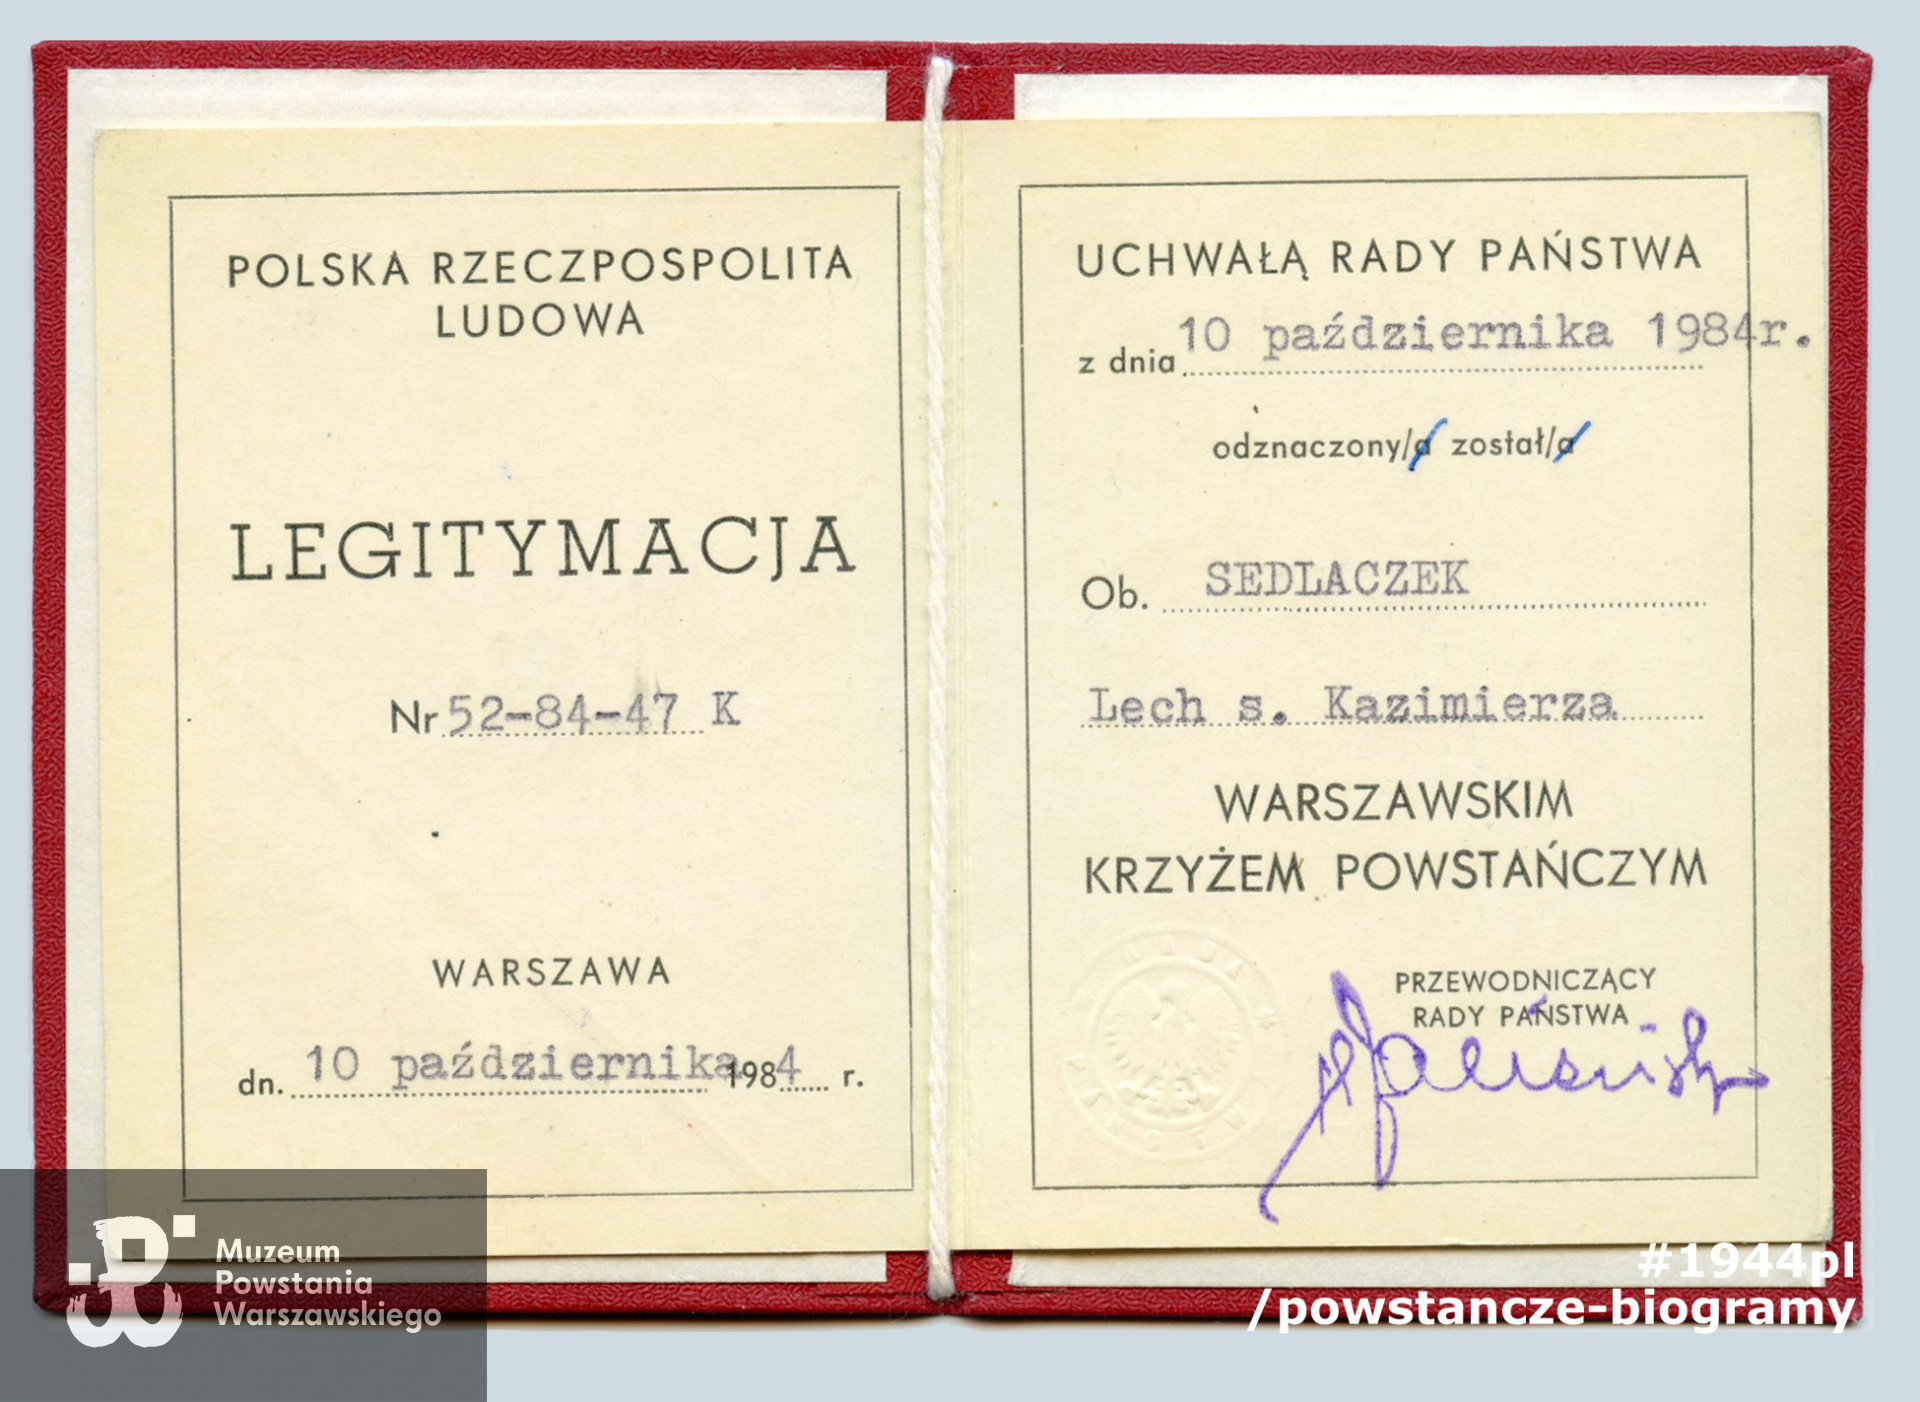 POLSKA RZECZPOSPOLITA
LUDOWA
LEGITYMACJA
Nr 52-84-47 K
WARSZAWA
dn. 10 października 1984 r.
UCHWAŁĄ RADY PAŃSTWA
z dnia 10 października 1984r.
odznaczony/a został/a
Ob. SEDLACZEK
Lech s. Kazimierza
WARSZAWSKIM
KRZYŻEM POWSTAŃCZYM
PRZEWODNICZĄCY
RADY PAŃSTWA
RADA PAŃSTWA
Muzeum
Powstania
Warszawskiego
#1944pl
/powstancze-biogramy